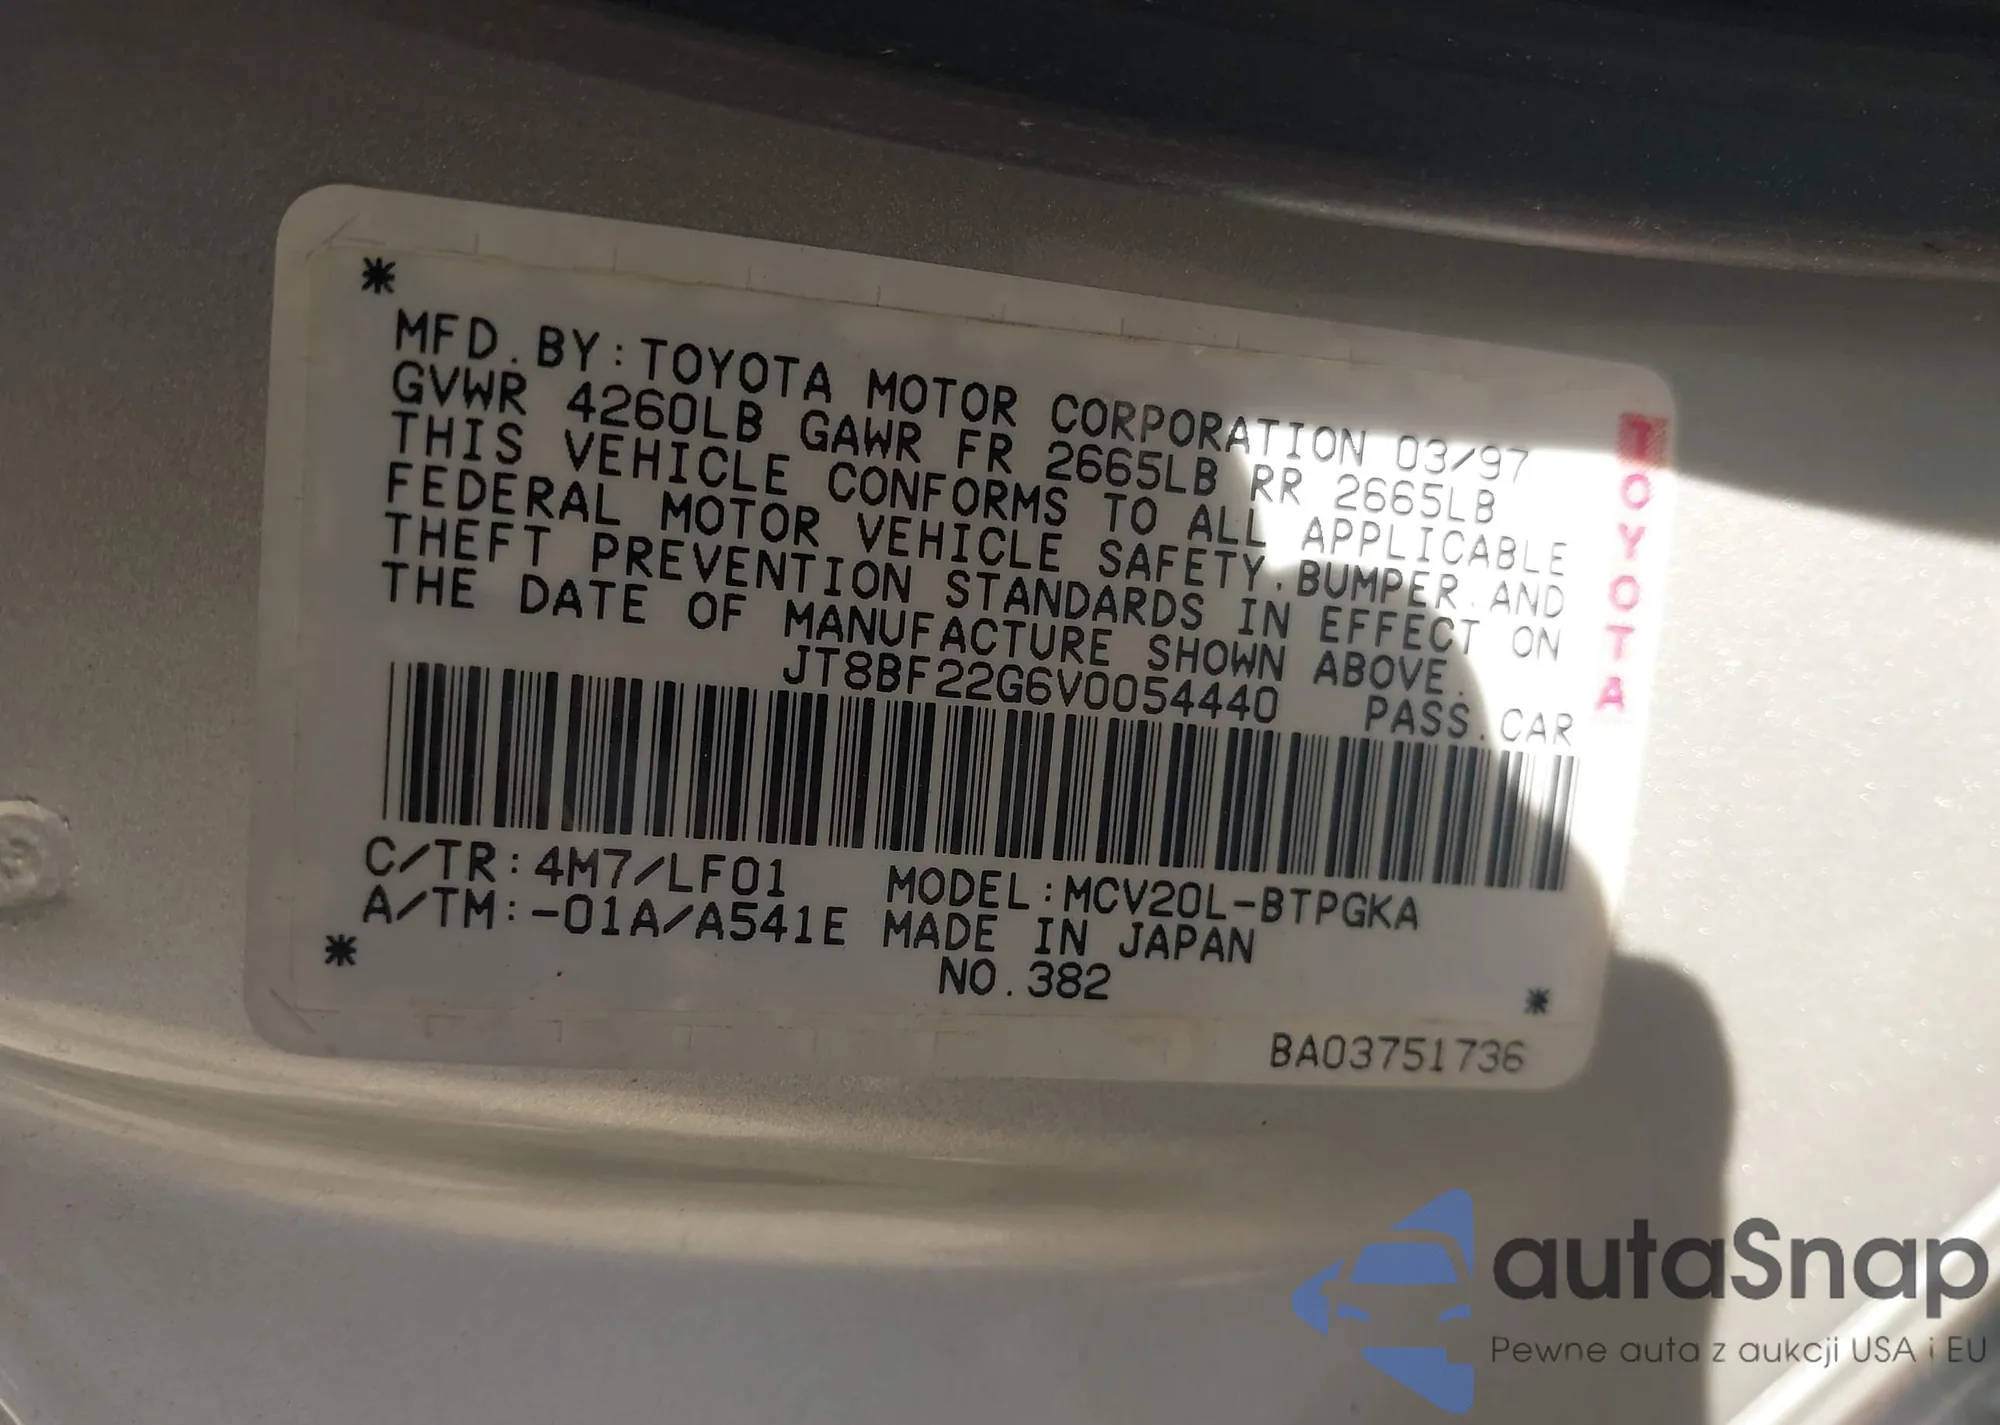 *
MFD.BY:TOYOTA MOTOR CORPORATION 03/97
GVWR 4260LB GAWR FR 2665LB RR 2665LB
THIS VEHICLE CONFORMS TO ALL APPLICABLE
FEDERAL MOTOR VEHICLE SAFETY,BUMPER,AND
THEFT PREVENTION STANDARDS IN EFFECT ON
THE DATE OF MANUFACTURE SHOWN ABOVE.
JT8BF22G6V0054440 PASS.CAR
C/TR:4M7/LF01 MODEL:MCV20L-BTPGKA
A/TM:-01A/A541E MADE IN JAPAN
* NO.382 *
BA03751736
TOYOTA
autaSnap
Pewne auta z aukcji USA i EU